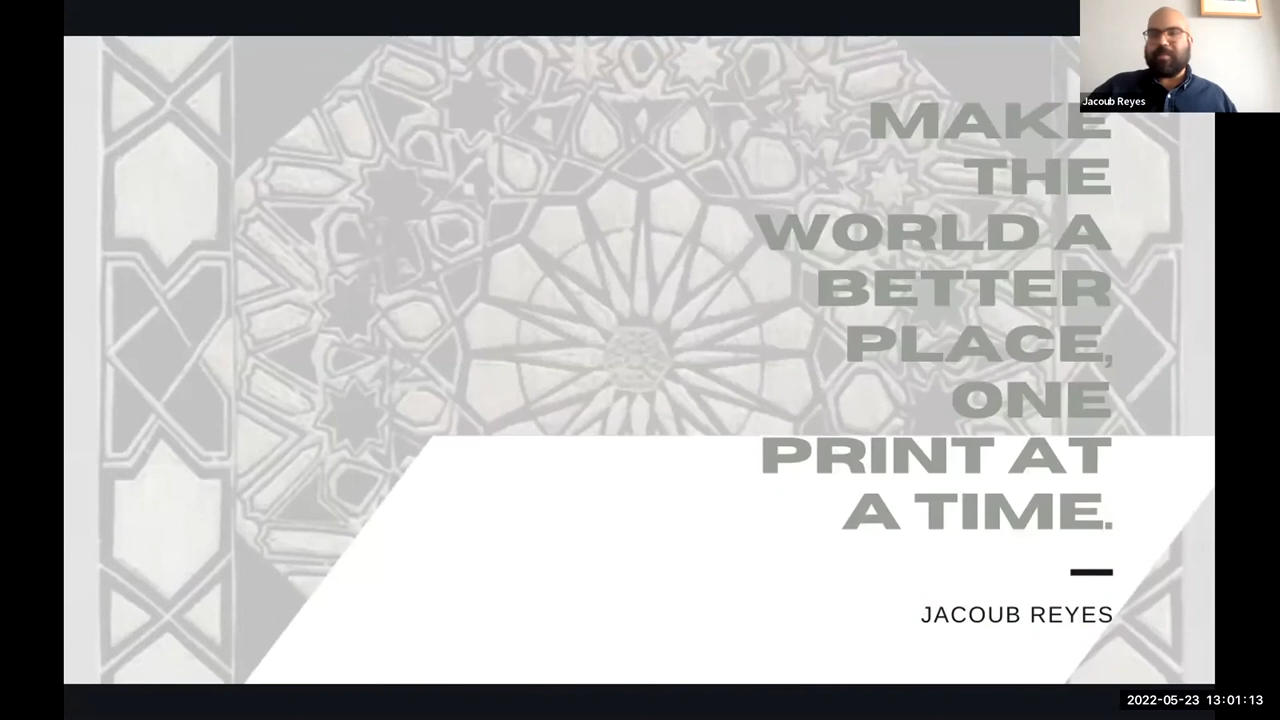 Jacoub Reyes
MAKE
THE
WORLD A
BETTER
PLACE,
ONE
PRINT AT
A TIME.
JACOUB REYES
2022-05-23 13:01:13